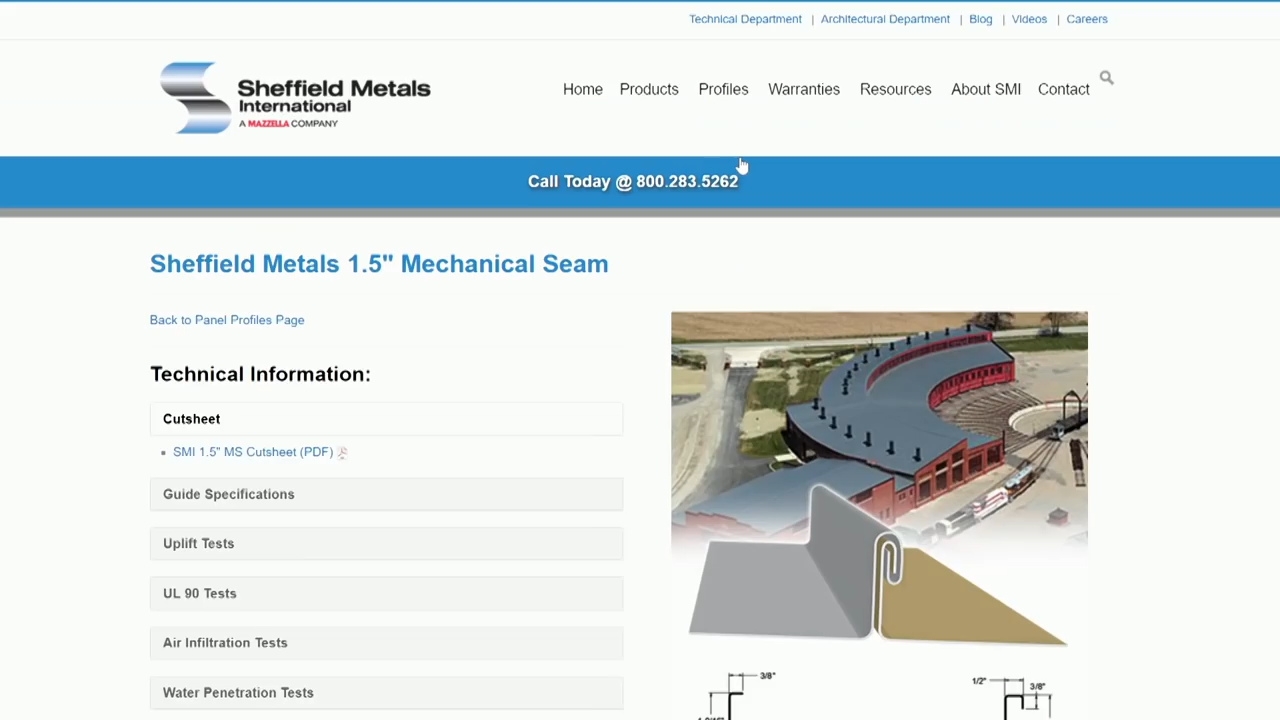 Technical Department | Architectural Department | Blog | Videos | Careers
Sheffield Metals
International
A MAZZELLA COMPANY
Home Products Profiles Warranties Resources About SMI Contact
Call Today @ 800.283.5262
Sheffield Metals 1.5" Mechanical Seam
Back to Panel Profiles Page
Technical Information:
Cutsheet
SMI 1.5" MS Cutsheet (PDF)
Guide Specifications
Uplift Tests
UL 90 Tests
Air Infiltration Tests
Water Penetration Tests
3/8"
1/2"
3/8"